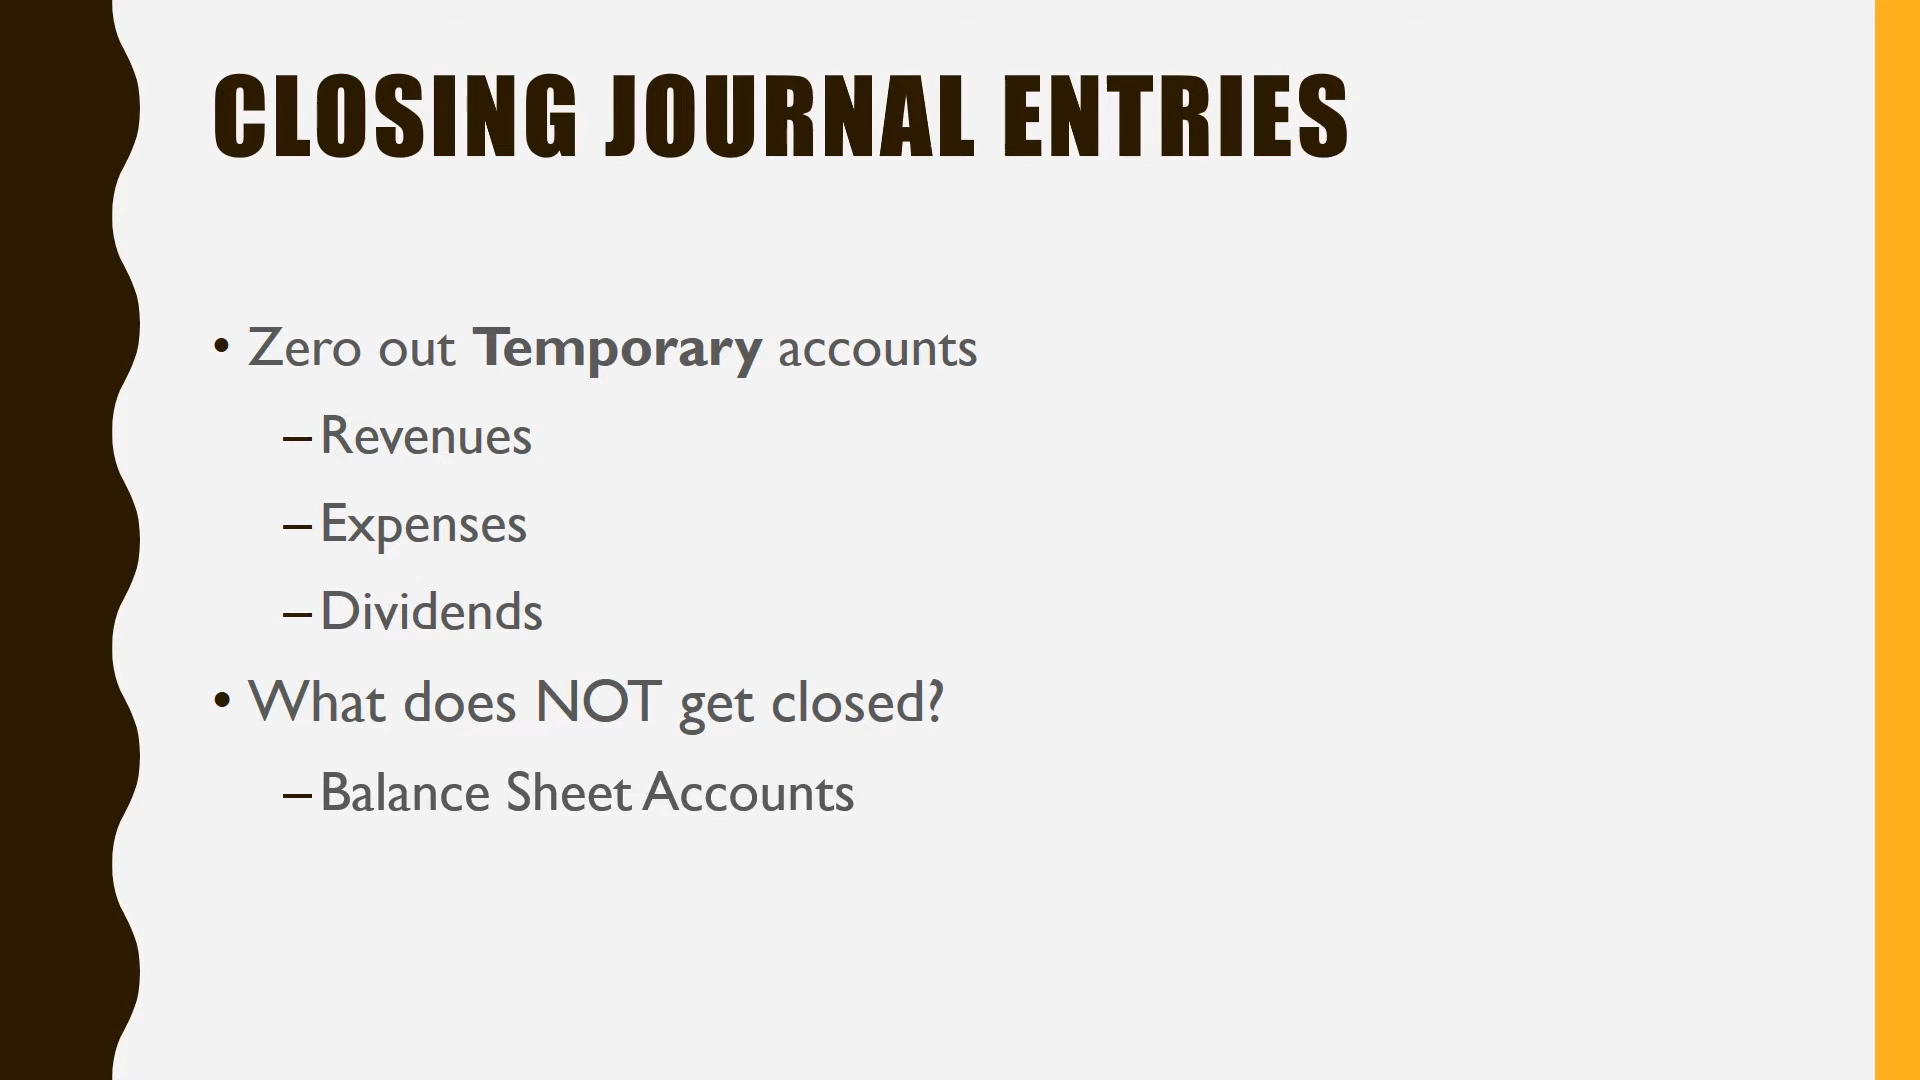 CLOSING JOURNAL ENTRIES
• Zero out Temporary accounts
– Revenues
– Expenses
– Dividends
• What does NOT get closed?
– Balance Sheet Accounts